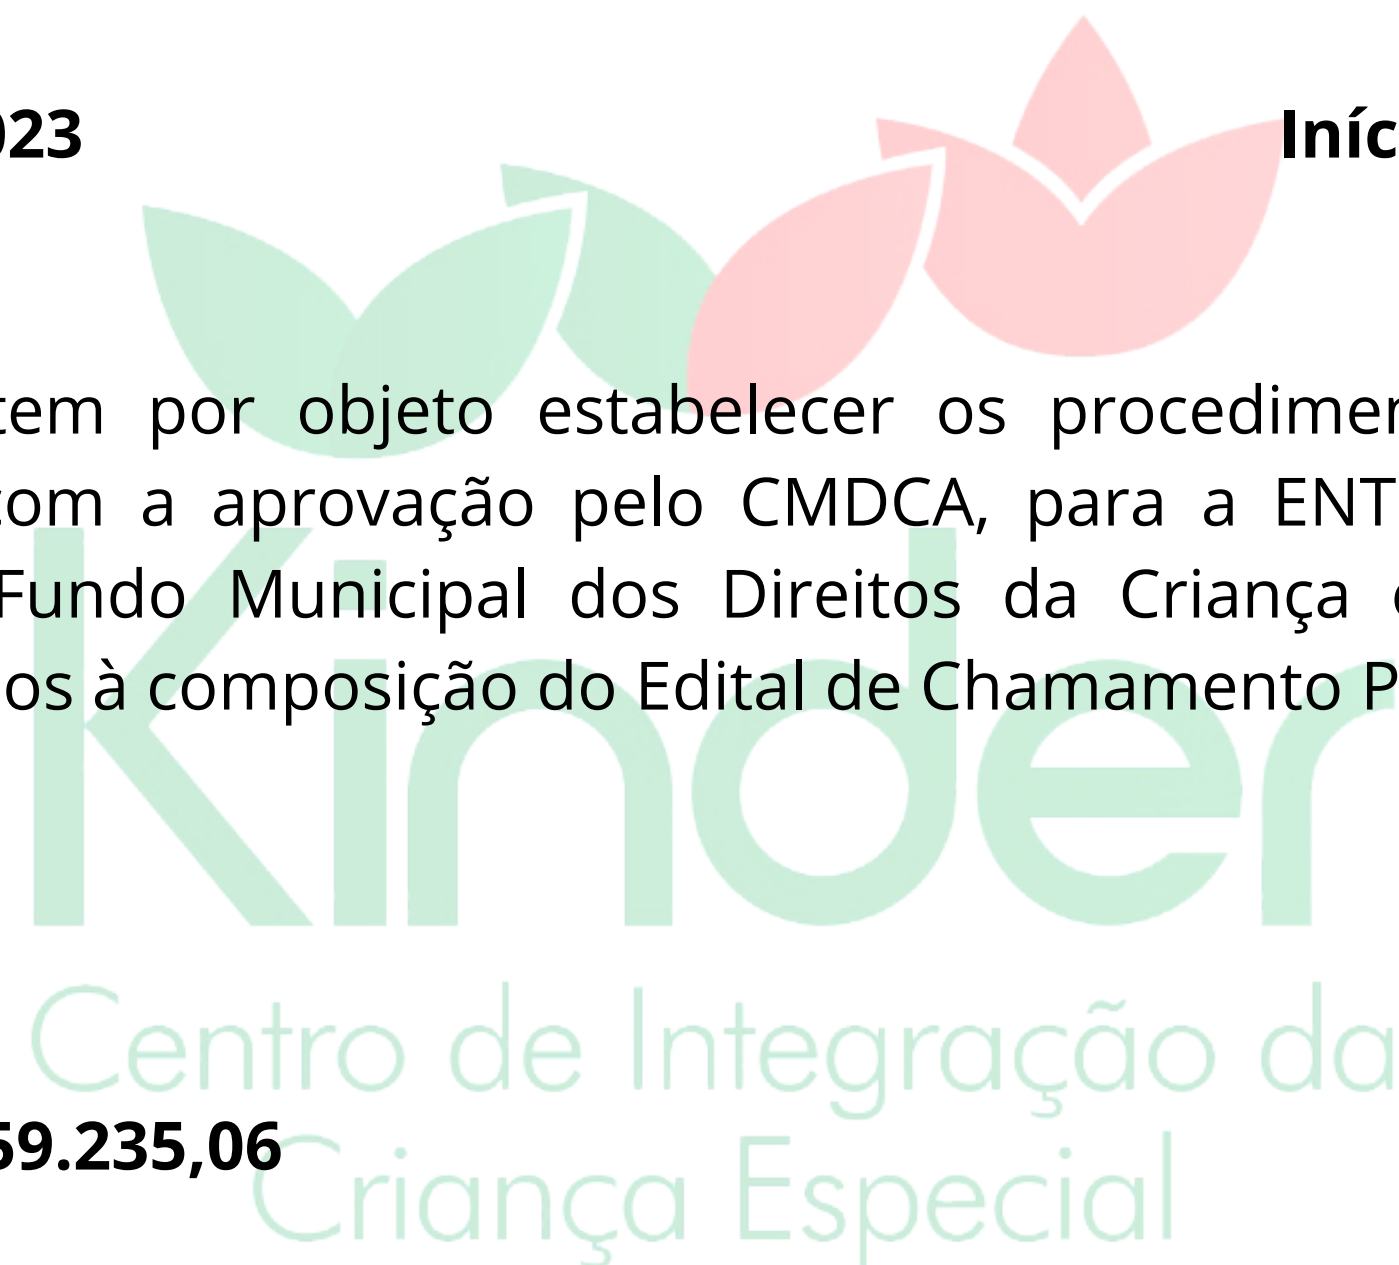 023 Iníc
tem por objeto estabelecer os procedimen
com a aprovação pelo CMDCA, para a ENT
Fundo Municipal dos Direitos da Criança
os à composição do Edital de Chamamento P
Kinder
Centro de Integração da
59.235,06
Criança Especial